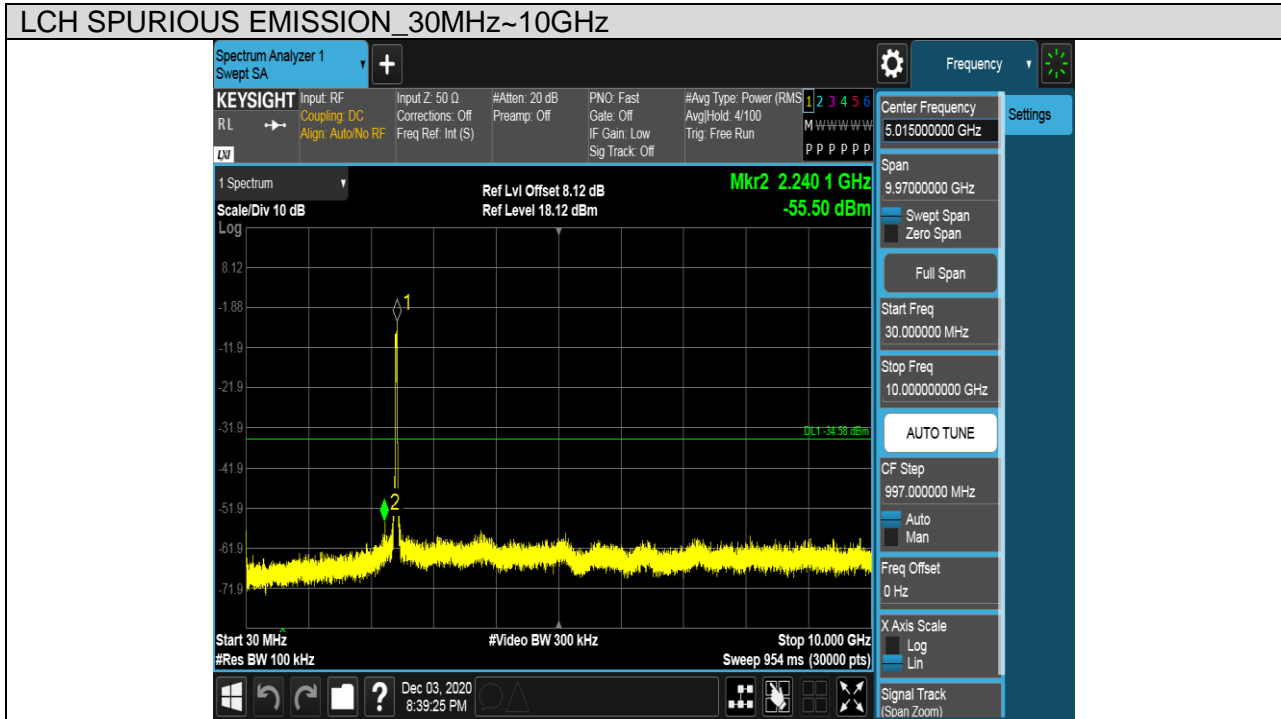 LCH SPURIOUS EMISSION_30MHz~10GHz
Spectrum Analyzer 1
Swept SA
Frequency
KEYSIGHT
RL
LXI
Input: RF
Coupling: DC
Align: Auto/No RF
Input Z: 50 Ω
Corrections: Off
Freq Ref: Int (S)
#Atten: 20 dB
Preamp: Off
PNO: Fast
Gate: Off
IF Gain: Low
Sig Track: Off
#Avg Type: Power (RMS
Avg|Hold: 4/100
Trig: Free Run
1 2 3 4 5 6
M W W W W W
P P P P P P
1 Spectrum
Scale/Div 10 dB
Log
Ref Lvl Offset 8.12 dB
Ref Level 18.12 dBm
Mkr2 2.240 1 GHz
-55.50 dBm
8.12
-1.88
-11.9
-21.9
-31.9
-41.9
-51.9
-61.9
-71.9
1
2
DL1 -34.58 dBm
Start 30 MHz
#Res BW 100 kHz
#Video BW 300 kHz
Stop 10.000 GHz
Sweep 954 ms (30000 pts)
Dec 03, 2020
8:39:25 PM
Center Frequency
5.015000000 GHz
Settings
Span
9.97000000 GHz
Swept Span
Zero Span
Full Span
Start Freq
30.000000 MHz
Stop Freq
10.000000000 GHz
AUTO TUNE
CF Step
997.000000 MHz
Auto
Man
Freq Offset
0 Hz
X Axis Scale
Log
Lin
Signal Track
(Span Zoom)